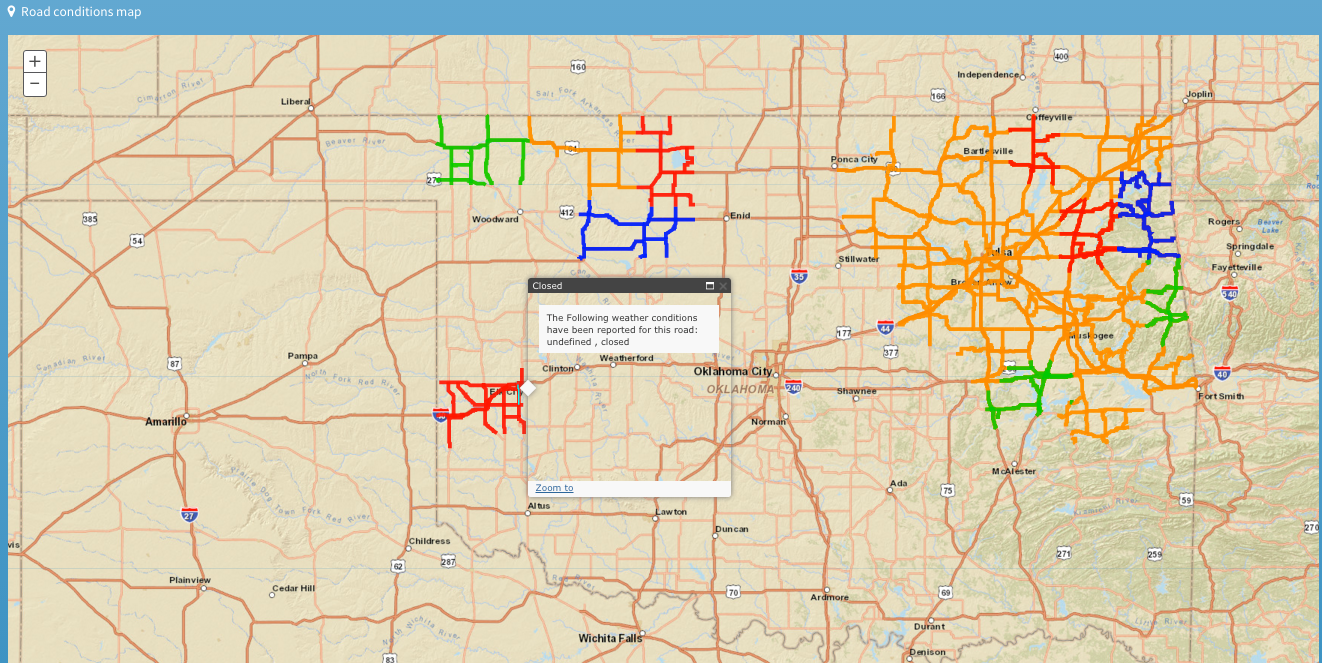 Road conditions map
+
−
400
160
Independence
166
Joplin
Liberal
Cimarron River
Salt Fork Arkansas River
Coffeyville
Beaver River
64
Bartlesville
Ponca City
270
412
Woodward
Enid
385
54
Rogers
Beaver
Lake
Springdale
Tulsa
Stillwater
Fayetteville
35
Broken Arrow
540
Closed
The Following weather conditions
have been reported for this road:
undefined , closed
Zoom to
44
177
Muskogee
377
Canadian River
Pampa
87
Weatherford
Clinton
North Fork Red River
Oklahoma City
OKLAHOMA
240
Shawnee
40
Fort Smith
Amarillo
Norman
McAlester
Prairie Dog Town Fork Red River
27
Ada
75
59
Altus
Lawton
Duncan
270
Childress
vis
62
287
271
259
Plainview
Cedar Hill
Red River
70
Ardmore
69
Durant
North Wichita River
Wichita Falls
83
Denison